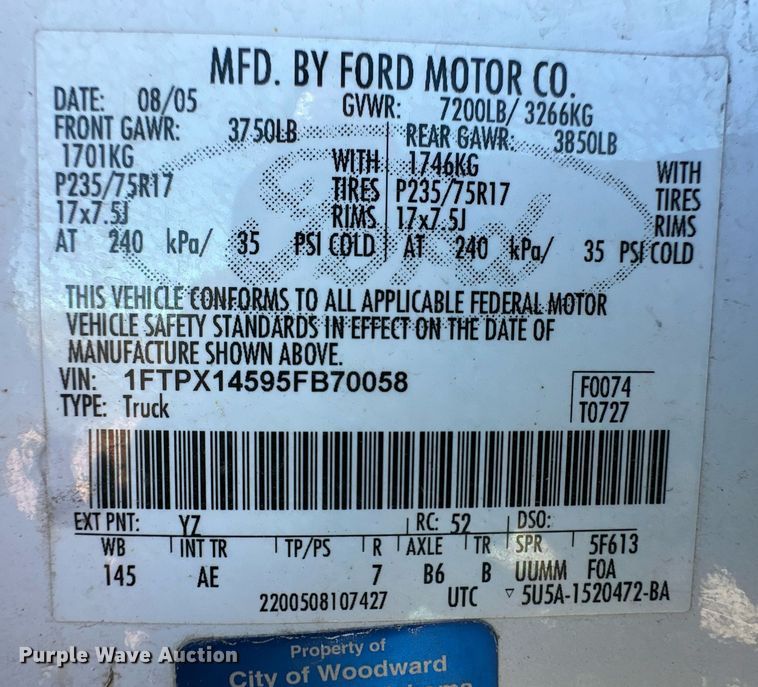 MFD. BY FORD MOTOR CO.
DATE: 08/05 GVWR: 7200LB/ 3266KG
FRONT GAWR: 3750LB REAR GAWR: 3850LB
1701KG WITH 1746KG WITH
P235/75R17 TIRES P235/75R17 TIRES
17x7.5J RIMS 17x7.5J RIMS
AT 240 kPa/ 35 PSI COLD AT 240 kPa/ 35 PSI COLD
Ford
THIS VEHICLE CONFORMS TO ALL APPLICABLE FEDERAL MOTOR
VEHICLE SAFETY STANDARDS IN EFFECT ON THE DATE OF
MANUFACTURE SHOWN ABOVE.
VIN: 1FTPX14595FB70058 F0074
TYPE: Truck T0727
EXT PNT: YZ RC: 52 DSO:
WB INT TR TP/PS R AXLE TR SPR 5F613
145 AE 7 B6 B UUMM FOA
2200508107427 UTC ▽ 5U5A-1520472-BA
Property of
City of Woodward
Purple Wave Auction